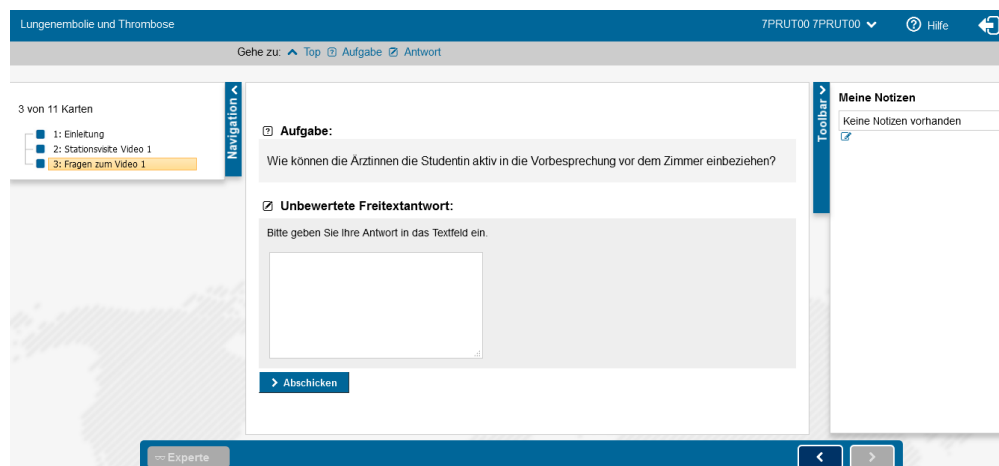 Lungenembolie und Thrombose
7PRUT00 7PRUT00
Hilfe
Gehe zu: Top Aufgabe Antwort
3 von 11 Karten
1: Einleitung
2: Stationsvisite Video 1
3: Fragen zum Video 1
Navigation
Aufgabe:
Wie können die Ärztinnen die Studentin aktiv in die Vorbesprechung vor dem Zimmer einbeziehen?
Unbewertete Freitextantwort:
Bitte geben Sie Ihre Antwort in das Textfeld ein.
Abschicken
Toolbar
Meine Notizen
Keine Notizen vorhanden
Experte